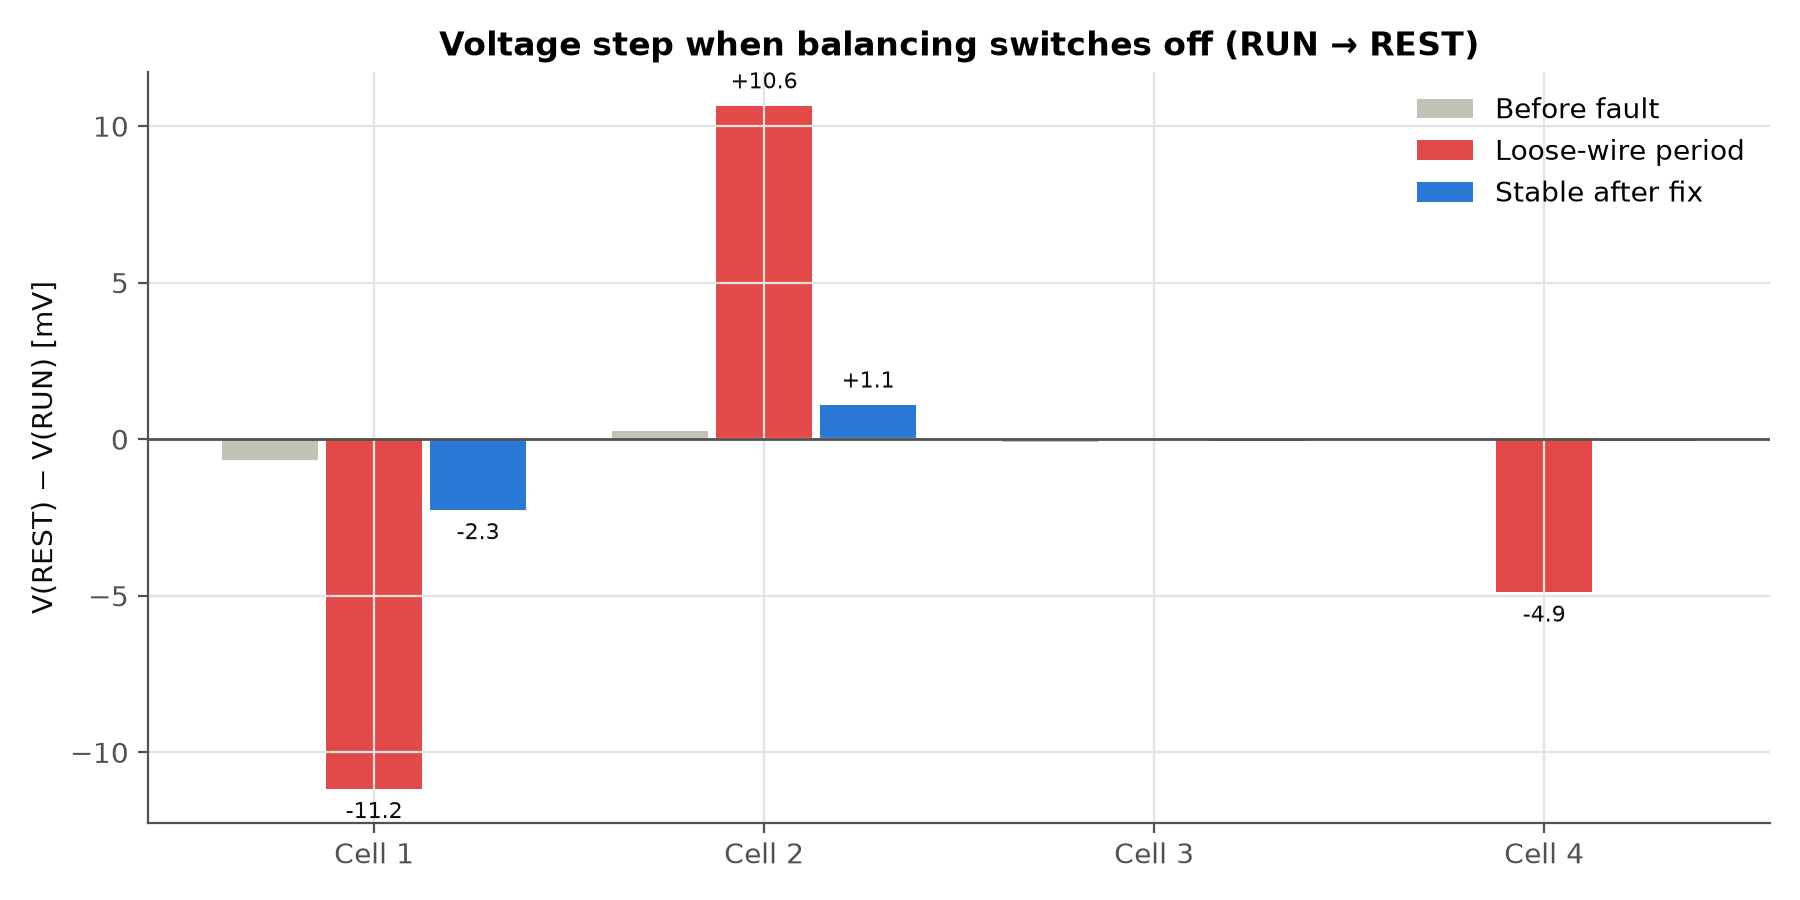 Voltage step when balancing switches off (RUN → REST)
V(REST) − V(RUN) [mV]
10
5
0
−5
−10
+10.6
+1.1
-2.3
-4.9
-11.2
Before fault
Loose-wire period
Stable after fix
Cell 1
Cell 2
Cell 3
Cell 4